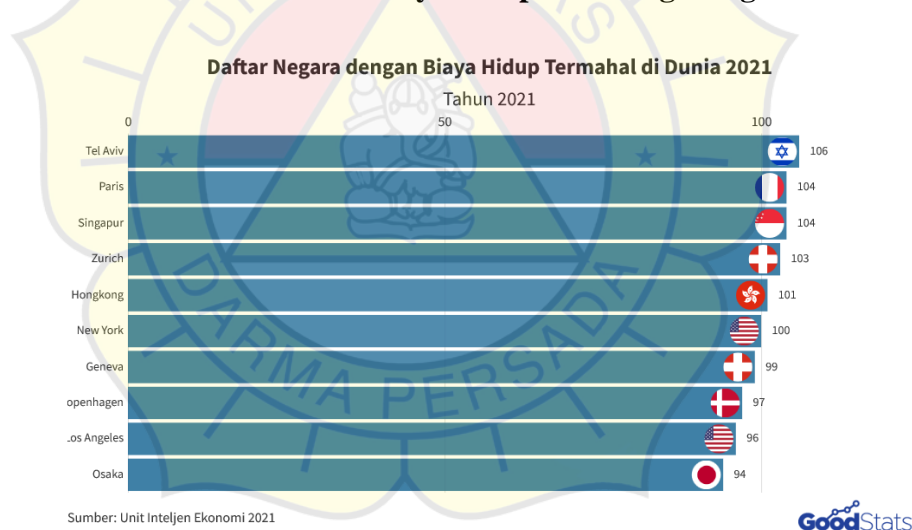 Daftar Negara dengan Biaya Hidup Termahal di Dunia 2021
Tahun 2021
0 50 100
Tel Aviv 106
Paris 104
Singapur 104
Zurich 103
Hongkong 101
New York 100
Geneva 99
openhagen 97
os Angeles 96
Osaka 94
DARMA PERSADA
Sumber: Unit Inteljen Ekonomi 2021
GoodStats